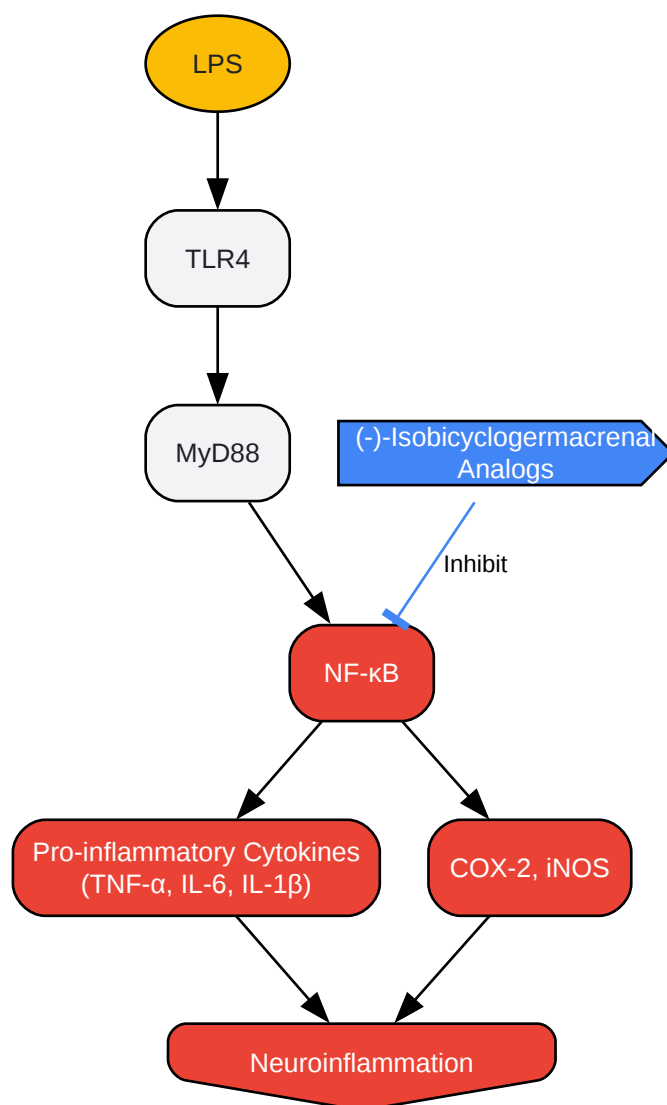 LPS
TLR4
MyD88
(-)-Isobicyclogermacrenal
Analogs
Inhibit
NF-κB
Pro-inflammatory Cytokines
(TNF-α, IL-6, IL-1β)
COX-2, iNOS
Neuroinflammation